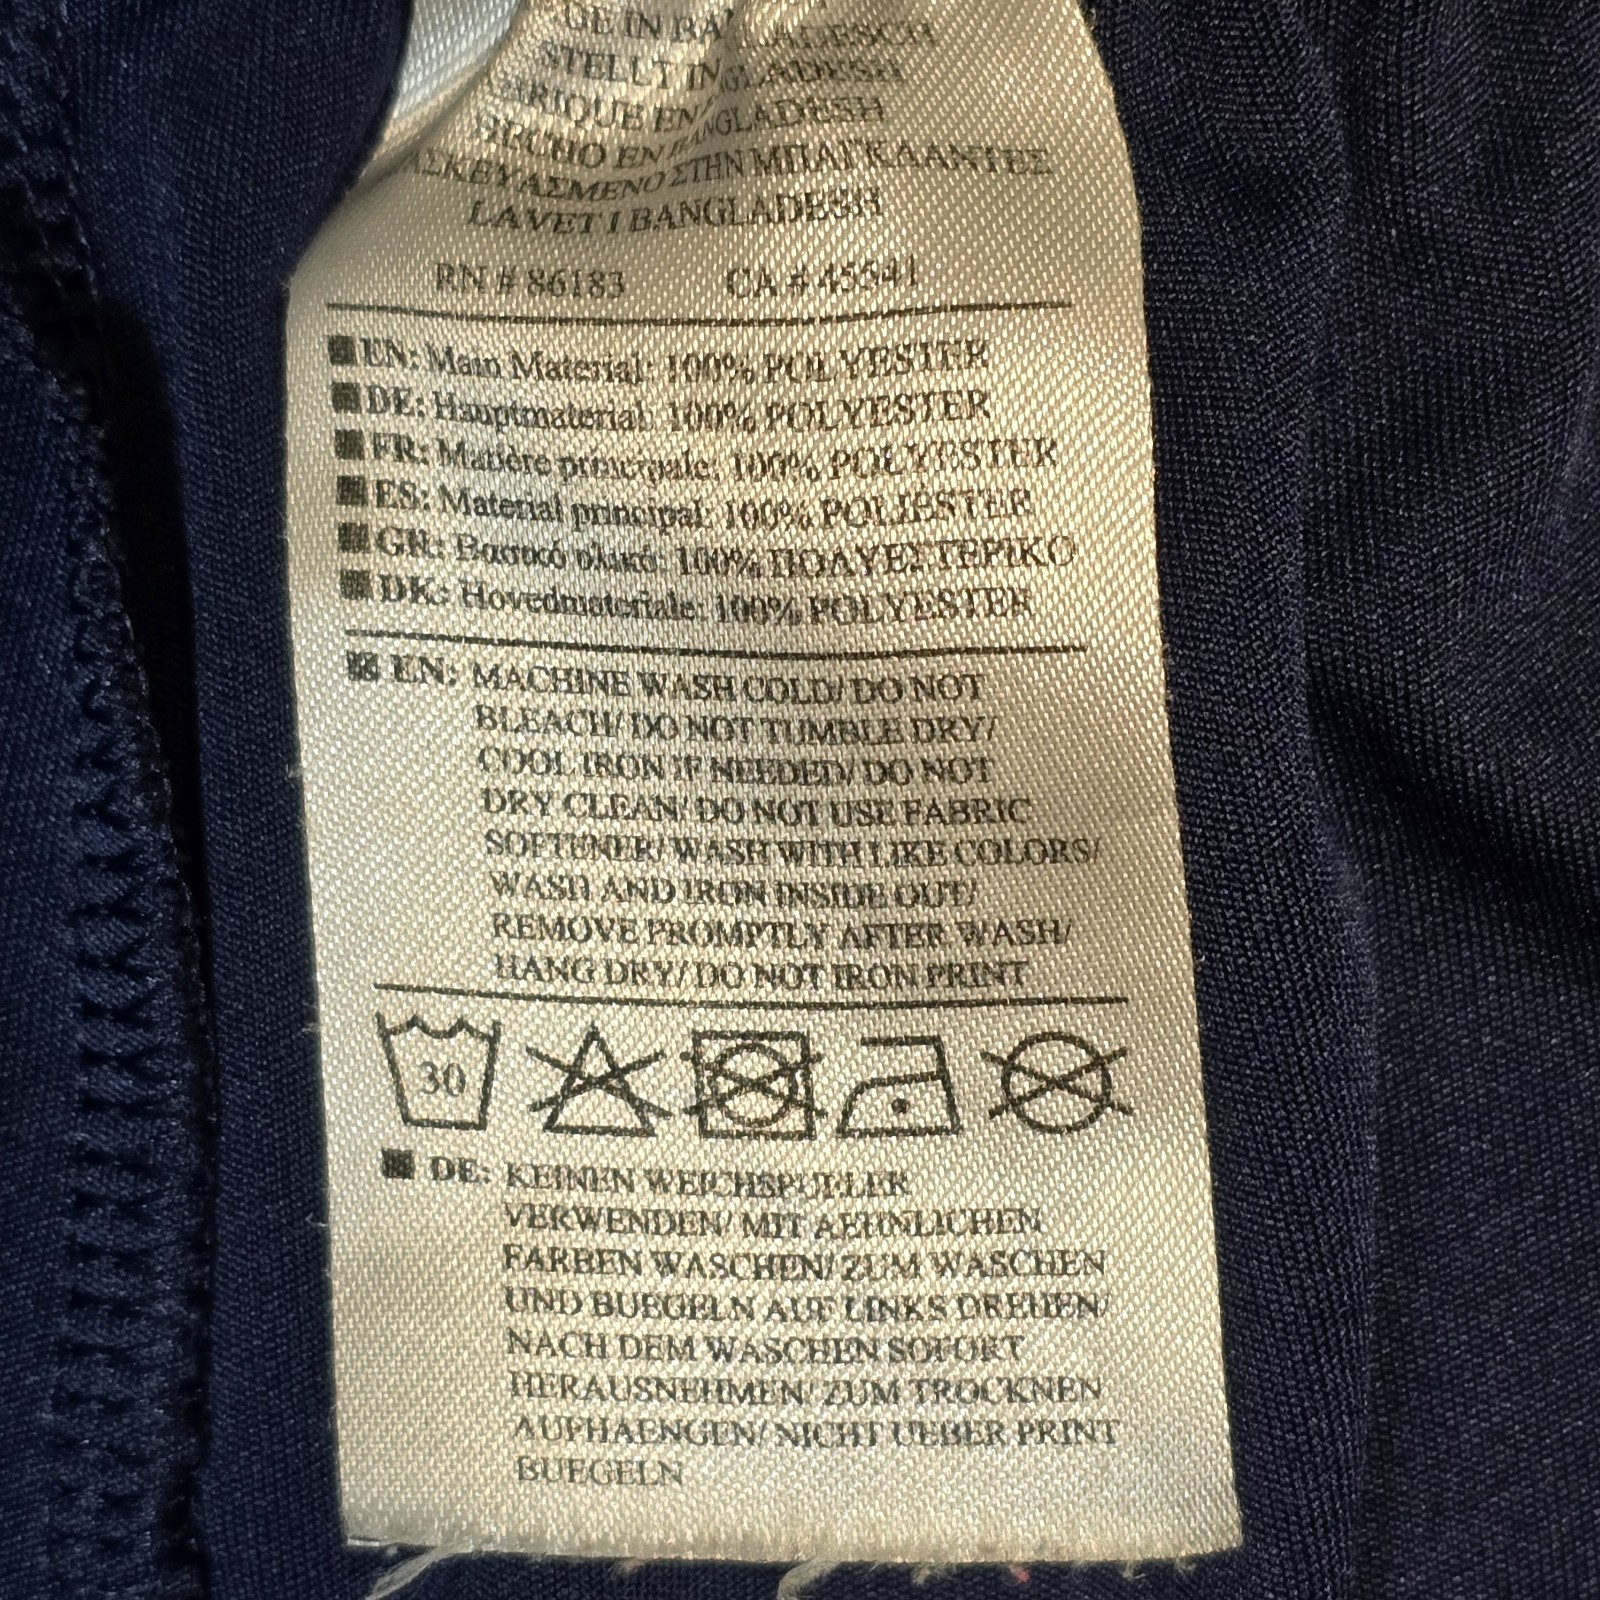 DE IN BANGLADESCH
STELLT IN BANGLADESH
BRIQUE EN BANGLADESH
HECHO EN BANGLADESH
ΑΣΚΕΥΑΣΜΕΝΟ ΣΤΗΝ ΜΠΑΓΚΛΑΝΤΕΣ
LAVET I BANGLADESH
RN # 86183 CA # 45541
EN: Main Material: 100% POLYESTER
DE: Hauptmaterial: 100% POLYESTER
FR: Matière principale: 100% POLYESTER
ES: Material principal: 100% POLIÉSTER
GR: Βασικό υλικό: 100% ΠΟΛΥΕΣΤΕΡΙΚΟ
DK: Hovedmateriale: 100% POLYESTER
EN: MACHINE WASH COLD/ DO NOT
BLEACH/ DO NOT TUMBLE DRY/
COOL IRON IF NEEDED/ DO NOT
DRY CLEAN/ DO NOT USE FABRIC
SOFTENER/ WASH WITH LIKE COLORS/
WASH AND IRON INSIDE OUT/
REMOVE PROMPTLY AFTER WASH/
HANG DRY/ DO NOT IRON PRINT
30
DE: KEINEN WEICHSPUELER
VERWENDEN/ MIT AEHNLICHEN
FARBEN WASCHEN/ ZUM WASCHEN
UND BUEGELN AUF LINKS DREHEN/
NACH DEM WASCHEN SOFORT
HERAUSNEHMEN/ ZUM TROCKNEN
AUFHAENGEN/ NICHT UEBER PRINT
BUEGELN